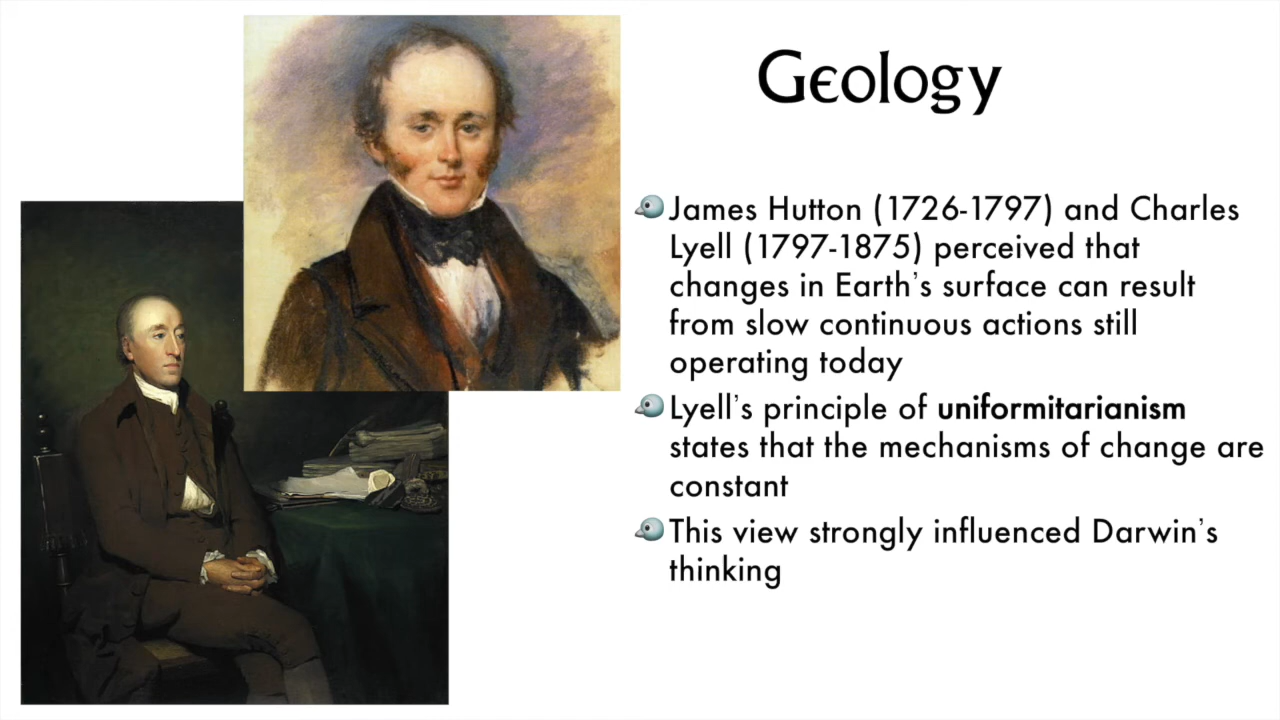 Geology
James Hutton (1726-1797) and Charles
Lyell (1797-1875) perceived that
changes in Earth's surface can result
from slow continuous actions still
operating today
Lyell's principle of uniformitarianism
states that the mechanisms of change are
constant
This view strongly influenced Darwin's
thinking